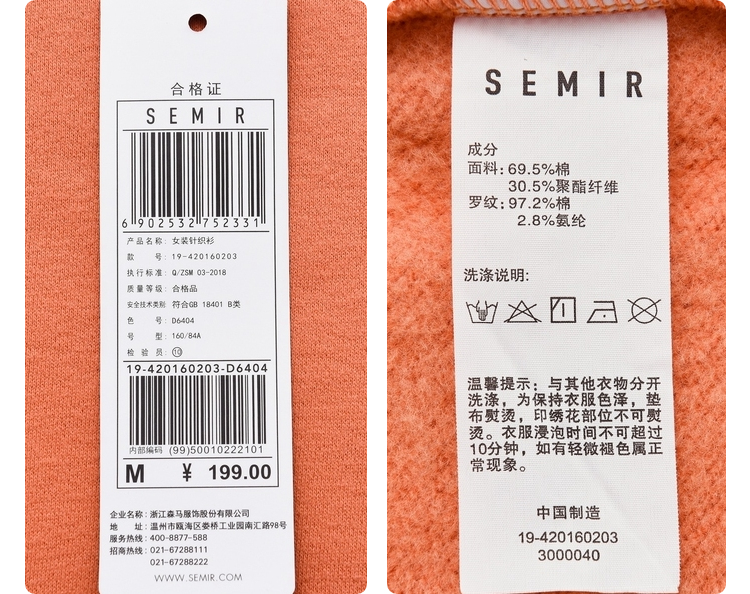 合格证
SEMIR
6 902532 752331
产品名称: 女装针织衫
款 号: 19-420160203
执行标准: Q/ZSM 03-2018
质量等级: 合格品
安全技术类别: 符合GB 18401 B类
色 号: D6404
号 型: 160/84A
检 验 员: ⑩
19-420160203-D6404
内部编码 (99)50010222101
M ¥ 199.00
企业名称: 浙江森马服饰股份有限公司
地 址: 温州市瓯海区娄桥工业园南汇路98号
服务热线: 400-8877-588
招商热线: 021-67288111
021-67288222
WWW.SEMIR.COM
SEMIR
成分
面料: 69.5%棉
30.5%聚酯纤维
罗纹: 97.2%棉
2.8%氨纶
洗涤说明:
温馨提示: 与其他衣物分开
洗涤, 为保持衣服色泽, 垫
布熨烫, 印绣花部位不可熨
烫。衣服浸泡时间不可超过
10分钟, 如有轻微褪色属正
常现象。
中国制造
19-420160203
3000040